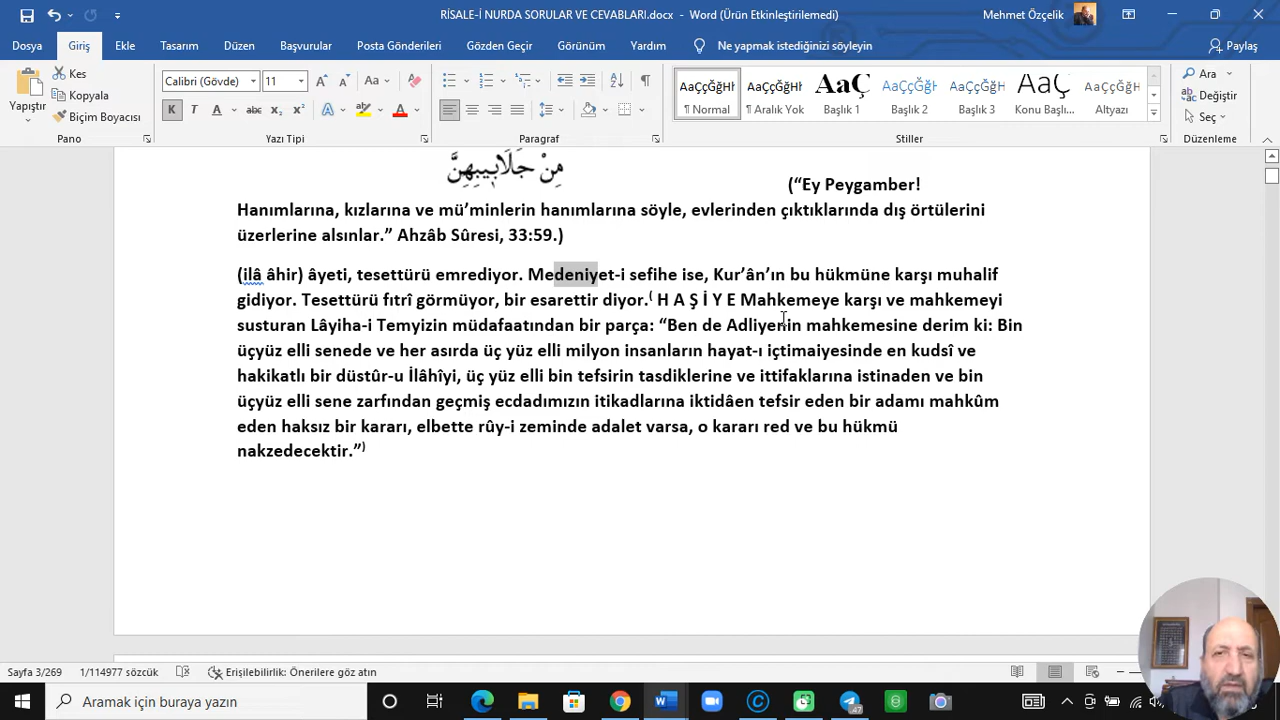 RİSALE-İ NURDA SORULAR VE CEVABLARI.docx - Word (Ürün Etkinleştirilemedi)
Mehmet Özçelik
Dosya Giriş Ekle Tasarım Düzen Başvurular Posta Gönderileri Gözden Geçir Görünüm Yardım Ne yapmak istediğinizi söyleyin Paylaş
Yapıştır
Kes
Kopyala
Biçim Boyacısı
Pano
Calibri (Gövde) 11
K T A abc x₂ x²
Yazı Tipi
Paragraf
AaÇçĞğHł AaÇçĞğHł AaÇ AaÇçĞğl AaÇçĞğł AaÇçĞğHł AaÇçĞğHł
¶ Normal ¶ Aralık Yok Başlık 1 Başlık 2 Başlık 3 Konu Başlı... Altyazı
Stiller
Ara
Değiştir
Seç
Düzenleme
مِنْ جَلَابِيبِهِنَّ
(“Ey Peygamber!
Hanımlarına, kızlarına ve mü’minlerin hanımlarına söyle, evlerinden çıktıklarında dış örtülerini
üzerlerine alsınlar.” Ahzâb Sûresi, 33:59.)
(ilâ âhir) âyeti, tesettürü emrediyor. Medeniyet-i sefihe ise, Kur’ân’ın bu hükmüne karşı muhalif
gidiyor. Tesettürü fıtrî görmüyor, bir esarettir diyor.( H A Ş İ Y E Mahkemeye karşı ve mahkemeyi
susturan Lâyiha-i Temyizin müdafaatından bir parça: “Ben de Adliyenin mahkemesine derim ki: Bin
üçyüz elli senede ve her asırda üç yüz elli milyon insanların hayat-ı içtimaiyesinde en kudsî ve
hakikatlı bir düstûr-u İlâhîyi, üç yüz elli bin tefsirin tasdiklerine ve ittifaklarına istinaden ve bin
üçyüz elli sene zarfından geçmiş ecdadımızın itikadlarına iktidâen tefsir eden bir adamı mahkûm
eden haksız bir kararı, elbette rûy-i zeminde adalet varsa, o kararı red ve bu hükmü
nakzedecektir.”)
Sayfa 3/269 1/114977 sözcük Erişilebilirlik: Önerilere göz atın
Aramak için buraya yazın